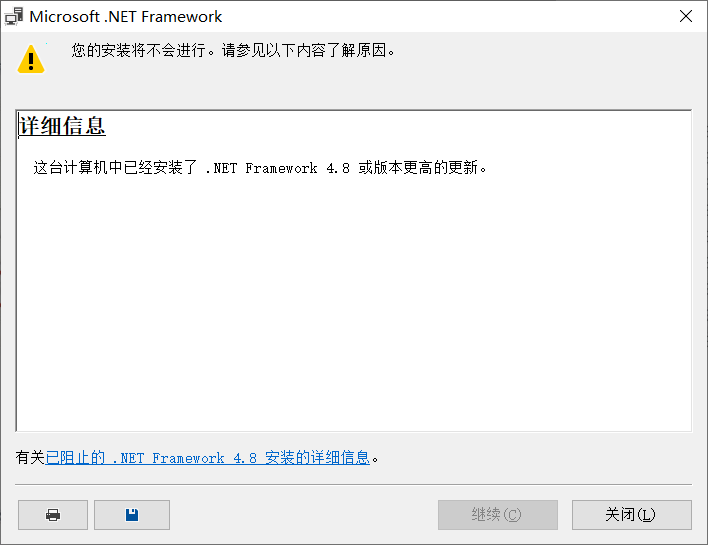 Microsoft .NET Framework
您的安装将不会进行。请参见以下内容了解原因。
详细信息
这台计算机中已经安装了 .NET Framework 4.8 或版本更高的更新。
有关已阻止的 .NET Framework 4.8 安装的详细信息。
继续(C)
关闭(L)